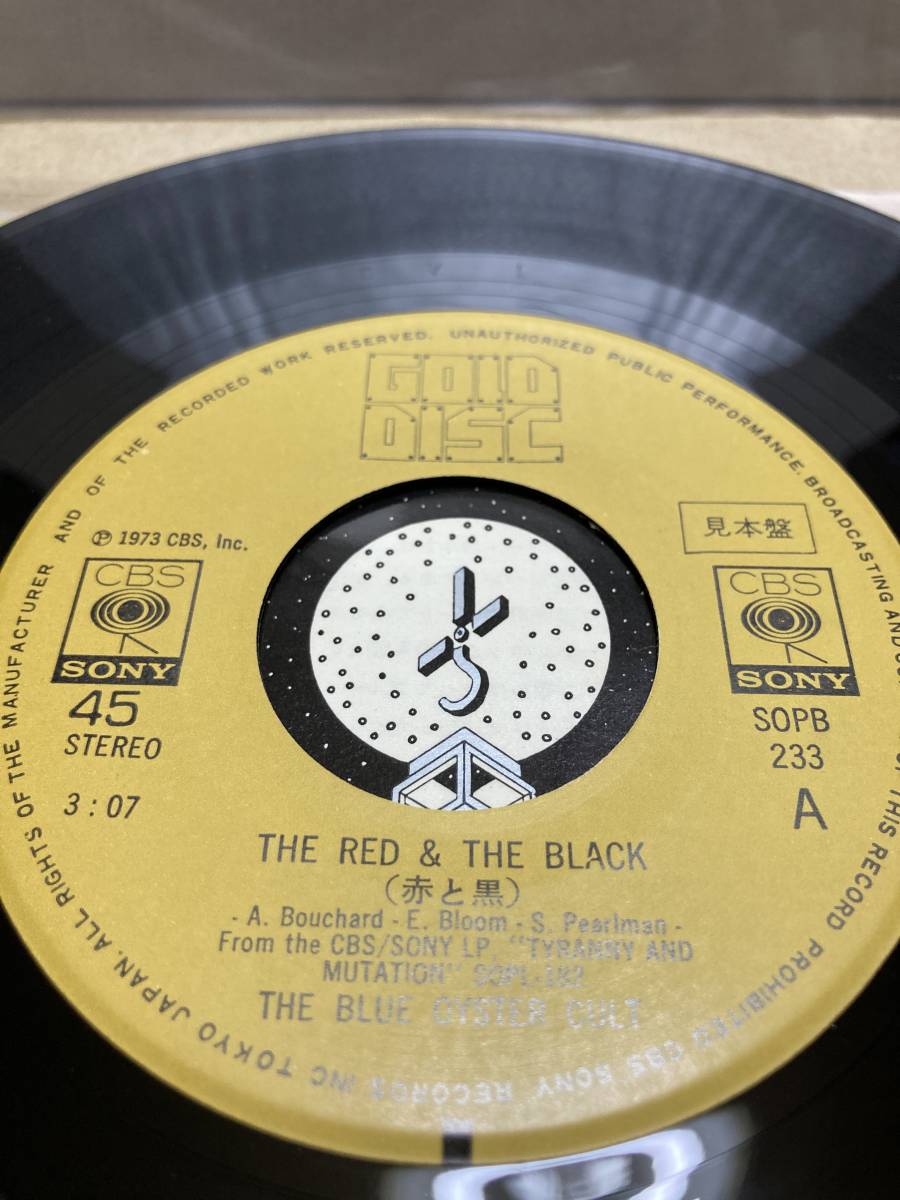 GOLD
DISC
ALL RIGHTS OF THE MANUFACTURER AND OF THE RECORDED WORK RESERVED. UNAUTHORIZED PUBLIC PERFORMANCE. BROADCASTING AND OF THIS RECORD PROHIBITED CBS SONY RECORDS INC TOKYO JAPAN.
℗ 1973 CBS, Inc.
見本盤
CBS
SONY
CBS
SONY
45
STEREO
3:07
SOPB
233
A
THE RED & THE BLACK
(赤と黒)
- A. Bouchard - E. Bloom - S. Pearlman -
From the CBS/SONY LP, "TYRANNY AND
MUTATION" SOPL-182
THE BLUE OYSTER CULT